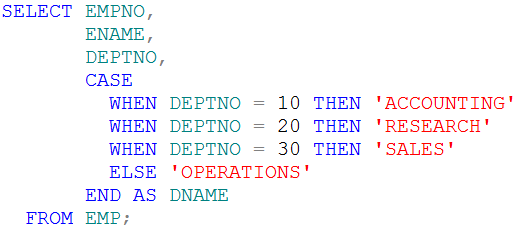 SELECT EMPNO,
       ENAME,
       DEPTNO,
       CASE
         WHEN DEPTNO = 10 THEN 'ACCOUNTING'
         WHEN DEPTNO = 20 THEN 'RESEARCH'
         WHEN DEPTNO = 30 THEN 'SALES'
         ELSE 'OPERATIONS'
       END AS DNAME
  FROM EMP;